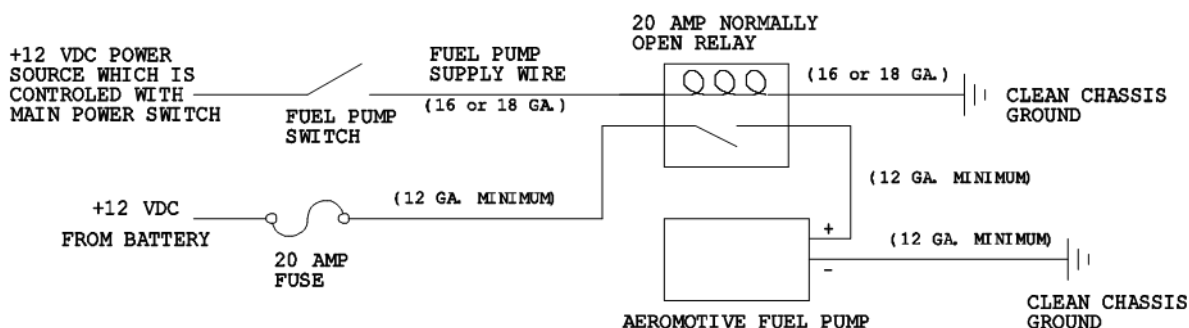 20 AMP NORMALLY
OPEN RELAY
+12 VDC POWER
SOURCE WHICH IS
CONTROLED WITH
MAIN POWER SWITCH
FUEL PUMP
SUPPLY WIRE
(16 or 18 GA.)
(16 or 18 GA.)
FUEL PUMP
SWITCH
CLEAN CHASSIS
GROUND
(12 GA. MINIMUM)
(12 GA. MINIMUM)
+12 VDC
FROM BATTERY
20 AMP
FUSE
+
-
(12 GA. MINIMUM)
AEROMOTIVE FUEL PUMP
CLEAN CHASSIS
GROUND